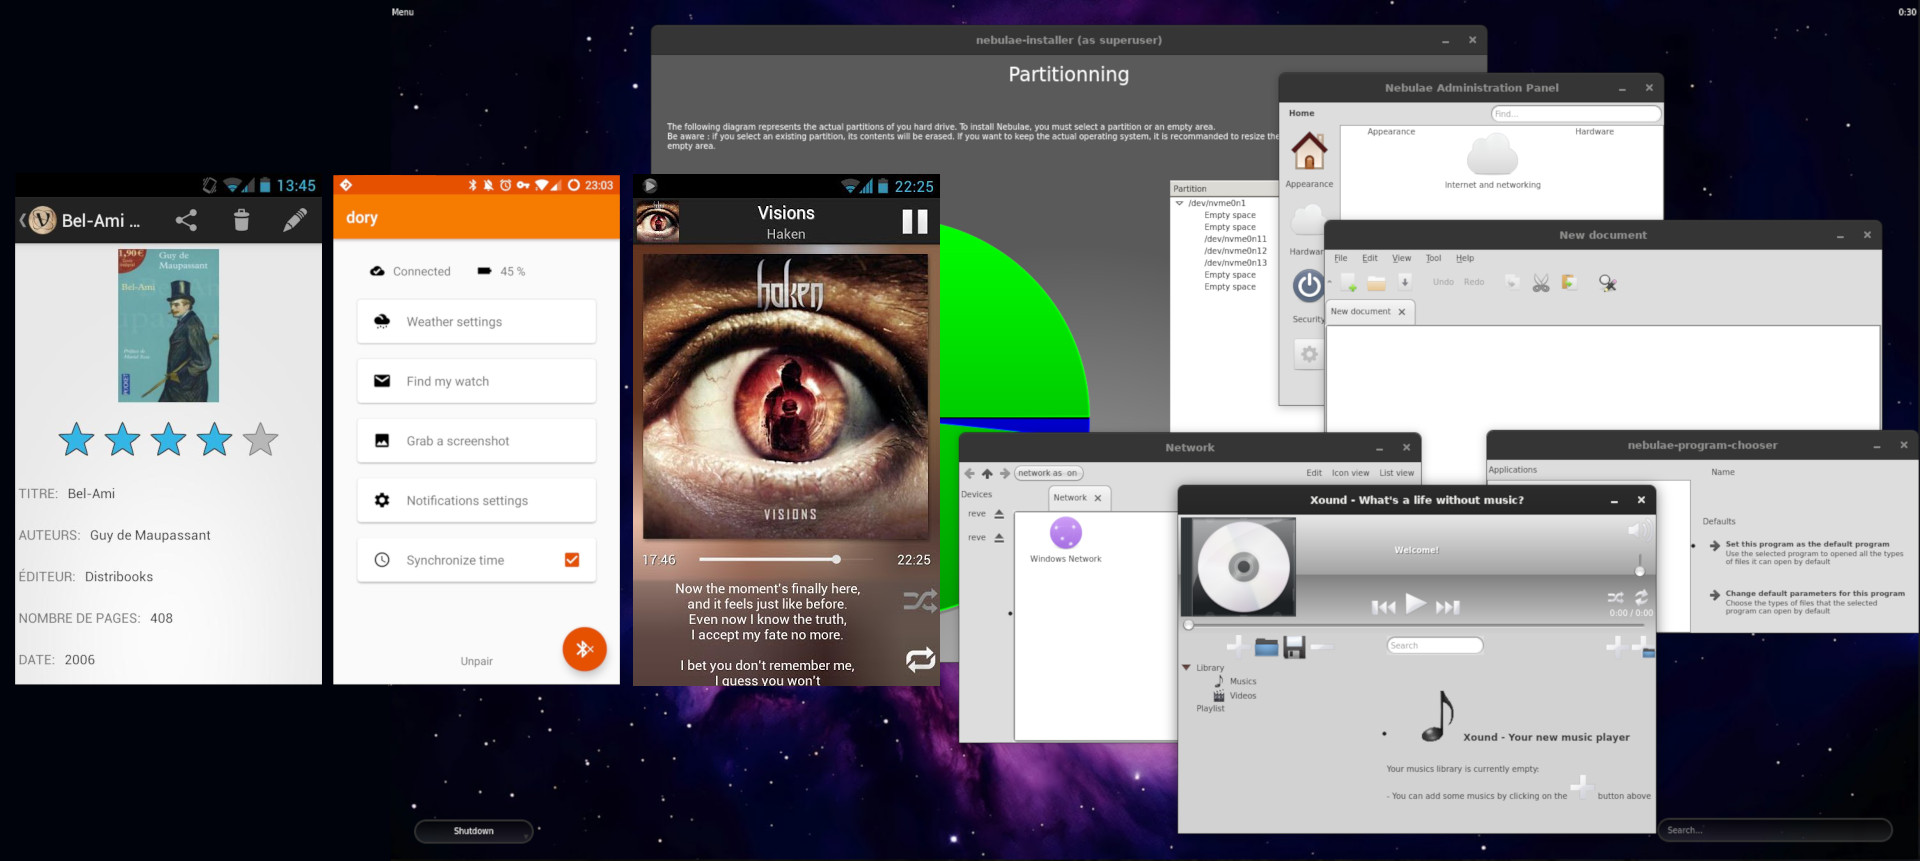 Menu
0:30
nebulae-installer (as superuser)
Partitionning
The following diagram represents the actual partitions of you hard drive. To install Nebulae, you must select a partition or an empty area.
Be aware : if you select an existing partition, its contents will be erased. If you want to keep the actual operating system, it is recommanded to resize the
empty area.
Partition
/dev/nvme0n1
Empty space
Empty space
/dev/nvme0n11
/dev/nvme0n12
/dev/nvme0n13
Empty space
Empty space
Nebulae Administration Panel
Home
Find...
Appearance
Hardware
Internet and networking
Appearance
Hardwar
Security
New document
File Edit View Tool Help
Undo Redo
New document
13:45
Bel-Ami ...
1,90€
Guy de
Maupassant
Bel-Ami
TITRE: Bel-Ami
AUTEURS: Guy de Maupassant
ÉDITEUR: Distribooks
NOMBRE DE PAGES: 408
DATE: 2006
23:03
dory
Connected 45 %
Weather settings
Find my watch
Grab a screenshot
Notifications settings
Synchronize time
Unpair
22:25
Visions
Haken
haken
VISIONS
17:46 22:25
Now the moment's finally here,
and it feels just like before.
Even now I know the truth,
I accept my fate no more.
I bet you don't remember me,
I guess you won't
Network
network as on
Edit Icon view List view
Devices
Network
reve
reve
Windows Network
nebulae-program-chooser
Applications
Name
Defaults
Set this program as the default program
Use the selected program to opened all the types
of files it can open by default
Change default parameters for this program
Choose the types of files that the selected
program can open by default
Xound - What's a life without music?
Welcome!
0:00 / 0:00
Search
Library
Musics
Videos
Playlist
Xound - Your new music player
Your musics library is currently empty:
- You can add some musics by clicking on the button above
Shutdown
Search...